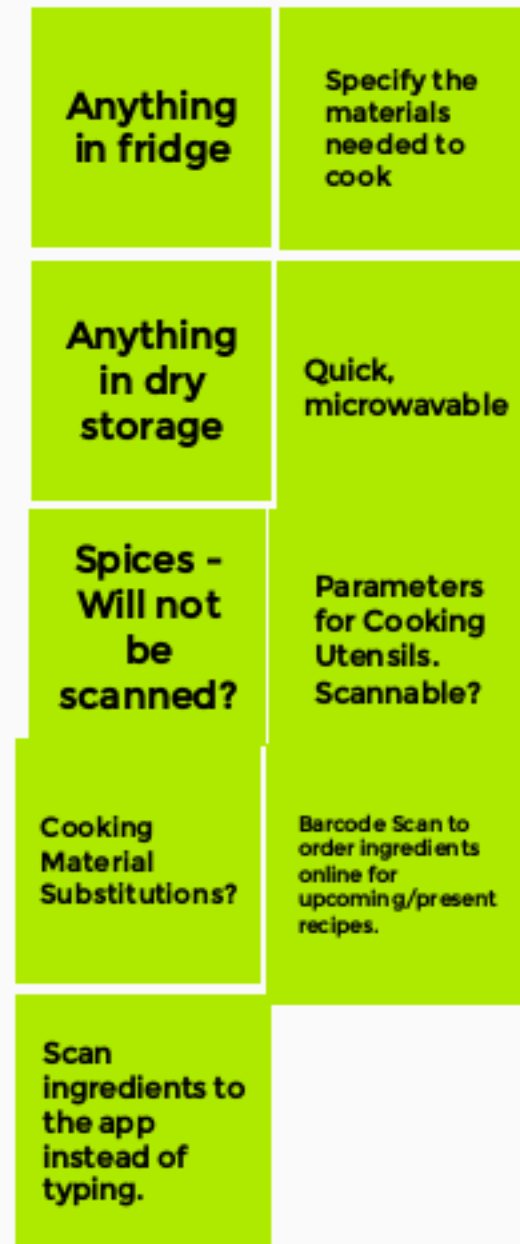 Anything
in fridge
Specify the
materials
needed to
cook
Anything
in dry
storage
Quick,
microwavable
Spices -
Will not
be
scanned?
Parameters
for Cooking
Utensils.
Scannable?
Cooking
Material
Substitutions?
Barcode Scan to
order ingredients
online for
upcoming/present
recipes.
Scan
ingredients to
the app
instead of
typing.